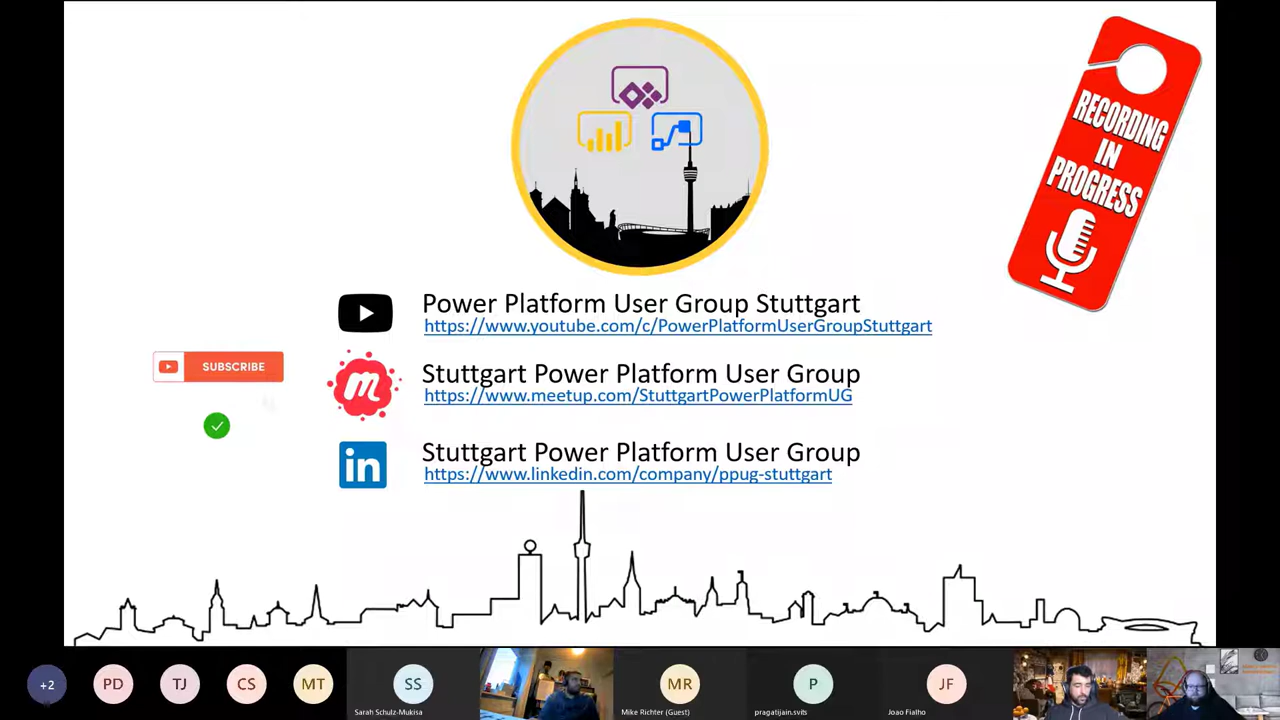 RECORDING
IN
PROGRESS
Power Platform User Group Stuttgart
https://www.youtube.com/c/PowerPlatformUserGroupStuttgart
SUBSCRIBE
m
Stuttgart Power Platform User Group
https://www.meetup.com/StuttgartPowerPlatformUG
in
Stuttgart Power Platform User Group
https://www.linkedin.com/company/ppug-stuttgart
+2
PD
TJ
CS
MT
SS
Sarah Schulz-Mukisa
MR
Mike Richter (Guest)
P
pragatijain.svits
JF
Joao Fialho